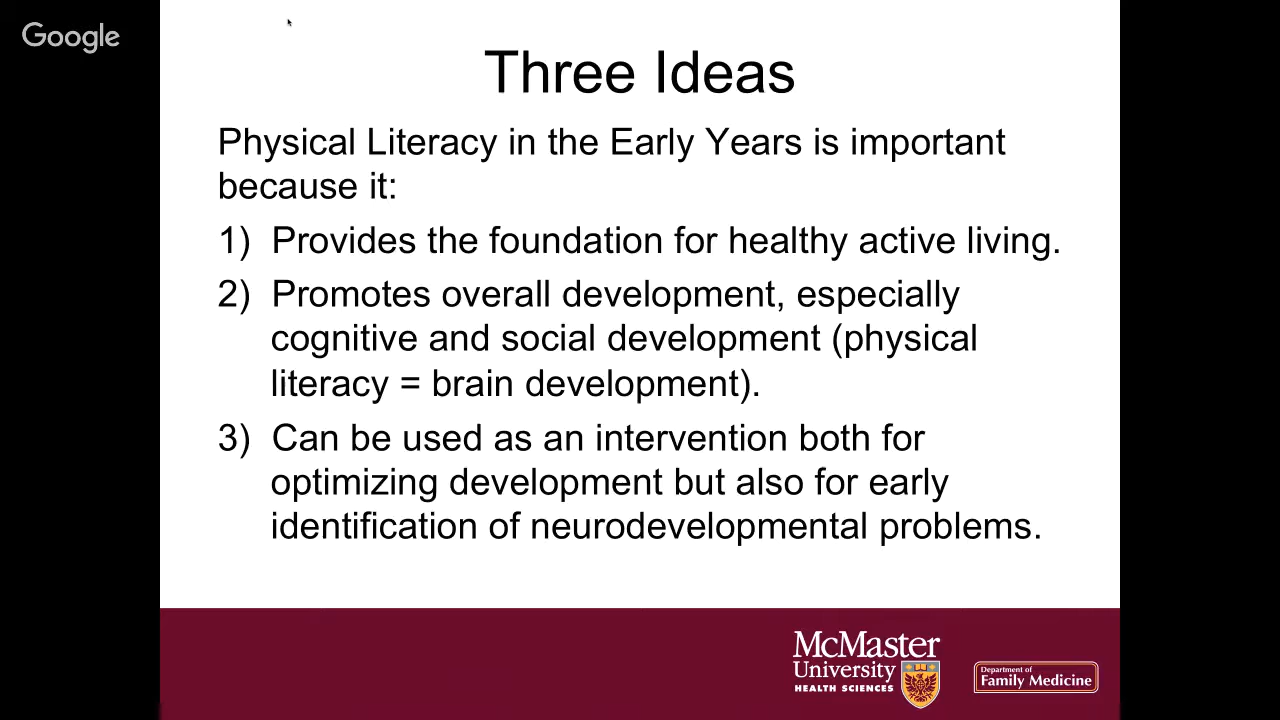 Google
Three Ideas
Physical Literacy in the Early Years is important
because it:
1) Provides the foundation for healthy active living.
2) Promotes overall development, especially
cognitive and social development (physical
literacy = brain development).
3) Can be used as an intervention both for
optimizing development but also for early
identification of neurodevelopmental problems.
McMaster
University
HEALTH SCIENCES
Department of
Family Medicine